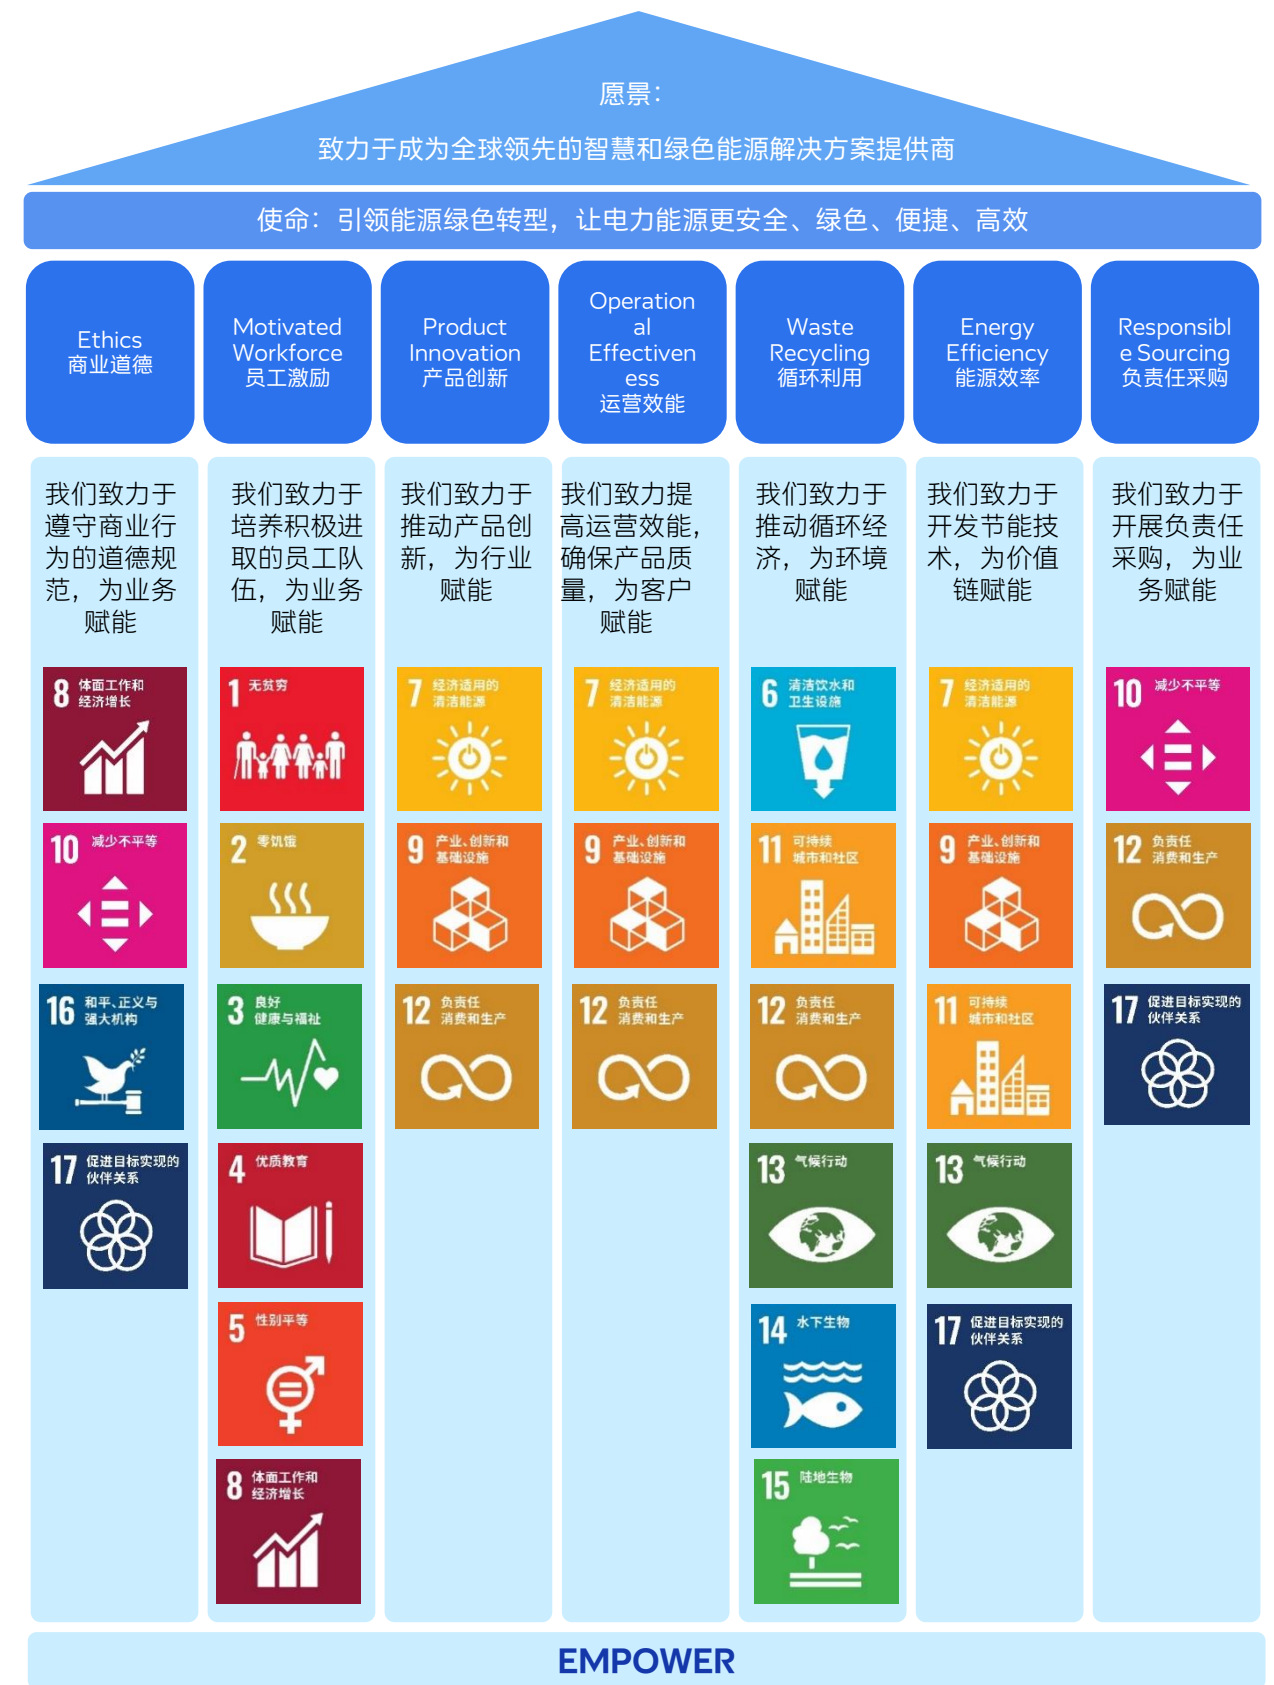 愿景：
致力于成为全球领先的智慧和绿色能源解决方案提供商
使命：引领能源绿色转型，让电力能源更安全、绿色、便捷、高效
Ethics
商业道德
Motivated
Workforce
员工激励
Product
Innovation
产品创新
Operation
al
Effectiven
ess
运营效能
Waste
Recycling
循环利用
Energy
Efficiency
能源效率
Responsibl
e Sourcing
负责任采购
我们致力于
遵守商业行
为的道德规
范，为业务
赋能
8 体面工作和
经济增长
10 减少不平等
16 和平、正义与
强大机构
17 促进目标实现的
伙伴关系
我们致力于
培养积极进
取的员工队
伍，为业务
赋能
1 无贫穷
2 零饥饿
3 良好
健康与福祉
4 优质教育
5 性别平等
8 体面工作和
经济增长
我们致力于
推动产品创
新，为行业
赋能
7 经济适用的
清洁能源
9 产业、创新和
基础设施
12 负责任
消费和生产
我们致力提
高运营效能，
确保产品质
量，为客户
赋能
7 经济适用的
清洁能源
9 产业、创新和
基础设施
12 负责任
消费和生产
我们致力于
推动循环经
济，为环境
赋能
6 清洁饮水和
卫生设施
11 可持续
城市和社区
12 负责任
消费和生产
13 气候行动
14 水下生物
15 陆地生物
我们致力于
开发节能技
术，为价值
链赋能
7 经济适用的
清洁能源
9 产业、创新和
基础设施
11 可持续
城市和社区
13 气候行动
17 促进目标实现的
伙伴关系
我们致力于
开展负责任
采购，为业
务赋能
10 减少不平等
12 负责任
消费和生产
17 促进目标实现的
伙伴关系
EMPOWER